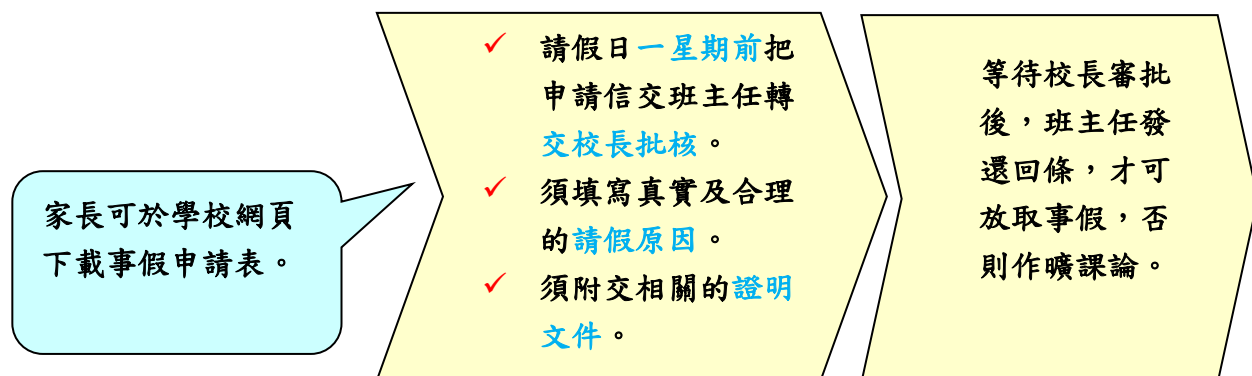 家長可於學校網頁
下載事假申請表。
✓ 請假日一星期前把
申請信交班主任轉
交校長批核。
✓ 須填寫真實及合理
的請假原因。
✓ 須附交相關的證明
文件。
等待校長審批
後，班主任發
還回條，才可
放取事假，否
則作曠課論。